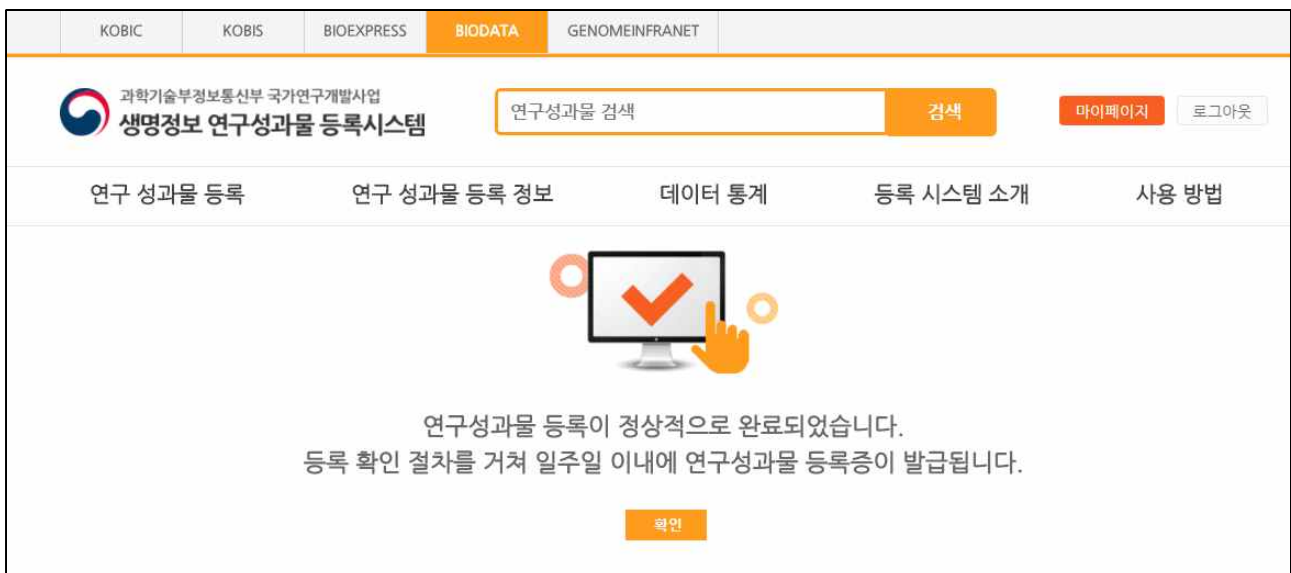 KOBIC KOBIS BIOEXPRESS BIODATA GENOMEINFRANET
과학기술부정보통신부 국가연구개발사업
생명정보 연구성과물 등록시스템
연구성과물 검색 검색 마이페이지 로그아웃
연구 성과물 등록 연구 성과물 등록 정보 데이터 통계 등록 시스템 소개 사용 방법
연구성과물 등록이 정상적으로 완료되었습니다.
등록 확인 절차를 거쳐 일주일 이내에 연구성과물 등록증이 발급됩니다.
확인